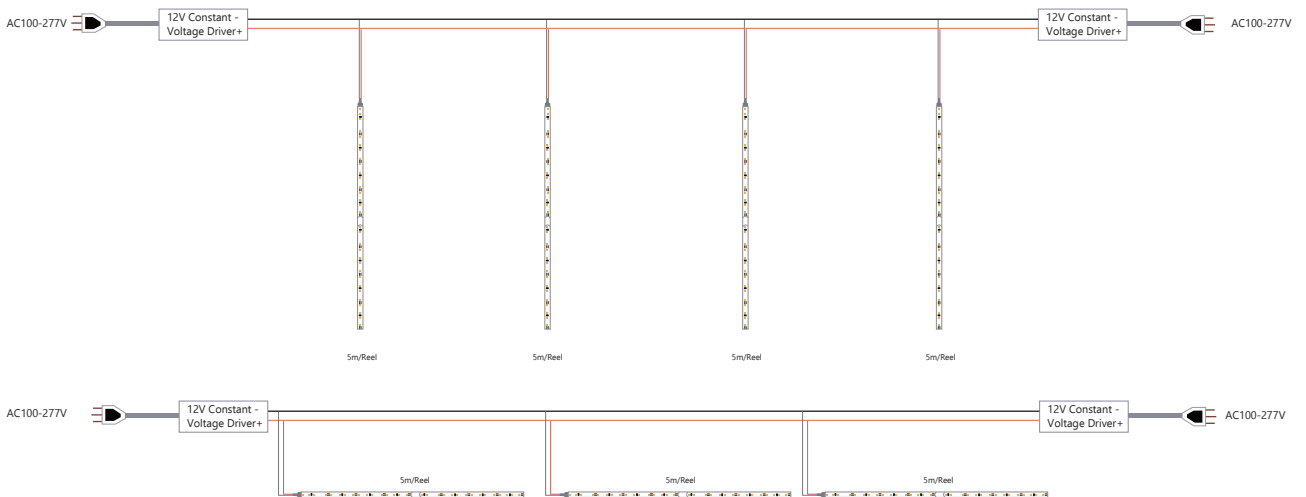 AC100-277V
12V Constant -
Voltage Driver+
12V Constant -
Voltage Driver+
AC100-277V
5m/Reel
5m/Reel
5m/Reel
5m/Reel
AC100-277V
12V Constant -
Voltage Driver+
12V Constant -
Voltage Driver+
AC100-277V
5m/Reel
5m/Reel
5m/Reel